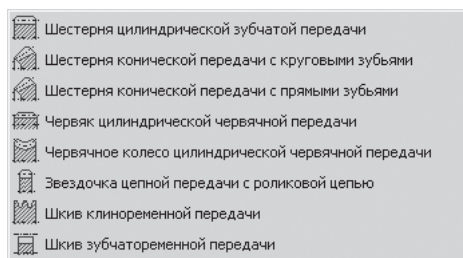 Шестерня цилиндрической зубчатой передачи
Шестерня конической передачи с круговыми зубьями
Шестерня конической передачи с прямыми зубьями
Червяк цилиндрической червячной передачи
Червячное колесо цилиндрической червячной передачи
Звездочка цепной передачи с роликовой цепью
Шкив клиноременной передачи
Шкив зубчатоременной передачи